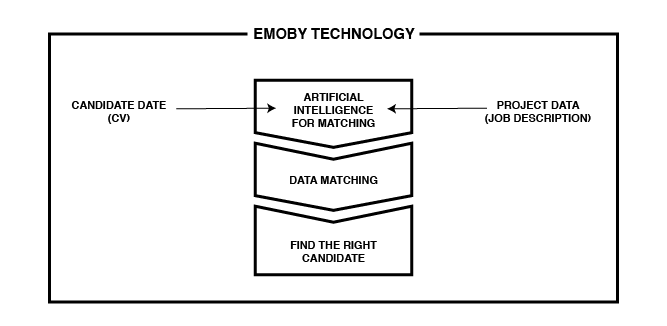 EMOBY TECHNOLOGY
CANDIDATE DATE
(CV)
ARTIFICIAL
INTELLIGENCE
FOR MATCHING
PROJECT DATA
(JOB DESCRIPTION)
DATA MATCHING
FIND THE RIGHT
CANDIDATE